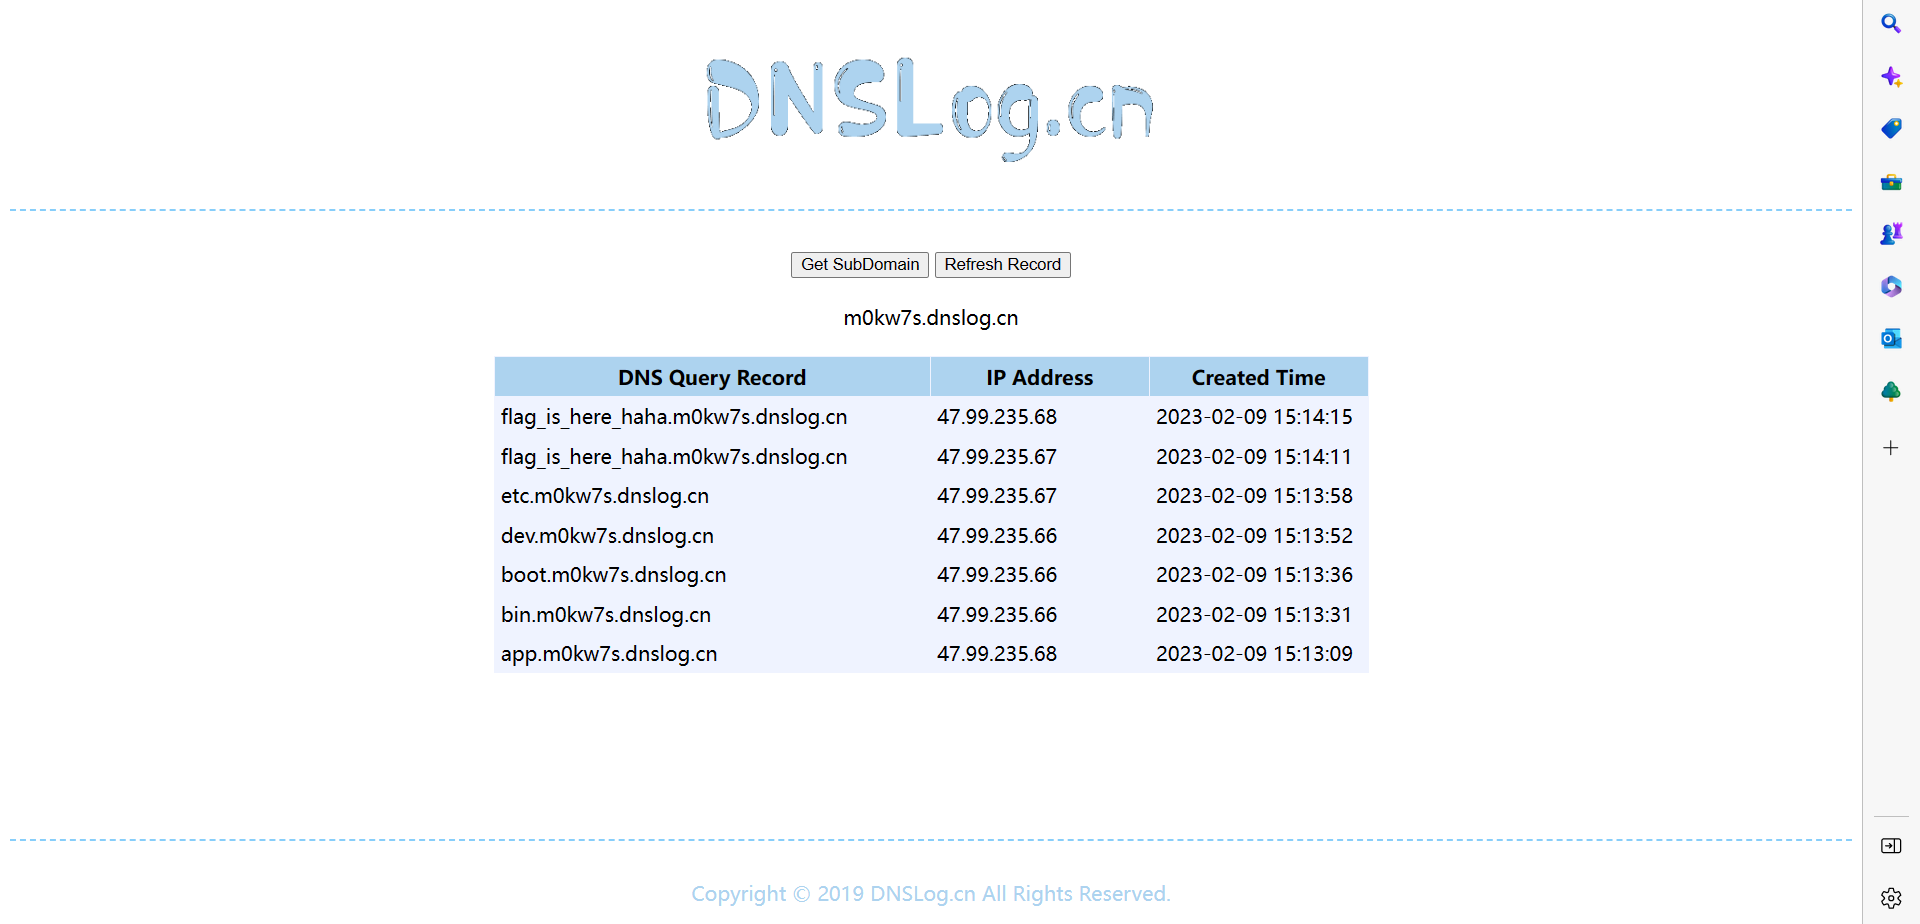 DNSLog.cn
Get SubDomain Refresh Record
m0kw7s.dnslog.cn
DNS Query Record IP Address Created Time
flag_is_here_haha.m0kw7s.dnslog.cn 47.99.235.68 2023-02-09 15:14:15
flag_is_here_haha.m0kw7s.dnslog.cn 47.99.235.67 2023-02-09 15:14:11
etc.m0kw7s.dnslog.cn 47.99.235.67 2023-02-09 15:13:58
dev.m0kw7s.dnslog.cn 47.99.235.66 2023-02-09 15:13:52
boot.m0kw7s.dnslog.cn 47.99.235.66 2023-02-09 15:13:36
bin.m0kw7s.dnslog.cn 47.99.235.66 2023-02-09 15:13:31
app.m0kw7s.dnslog.cn 47.99.235.68 2023-02-09 15:13:09
Copyright © 2019 DNSLog.cn All Rights Reserved.